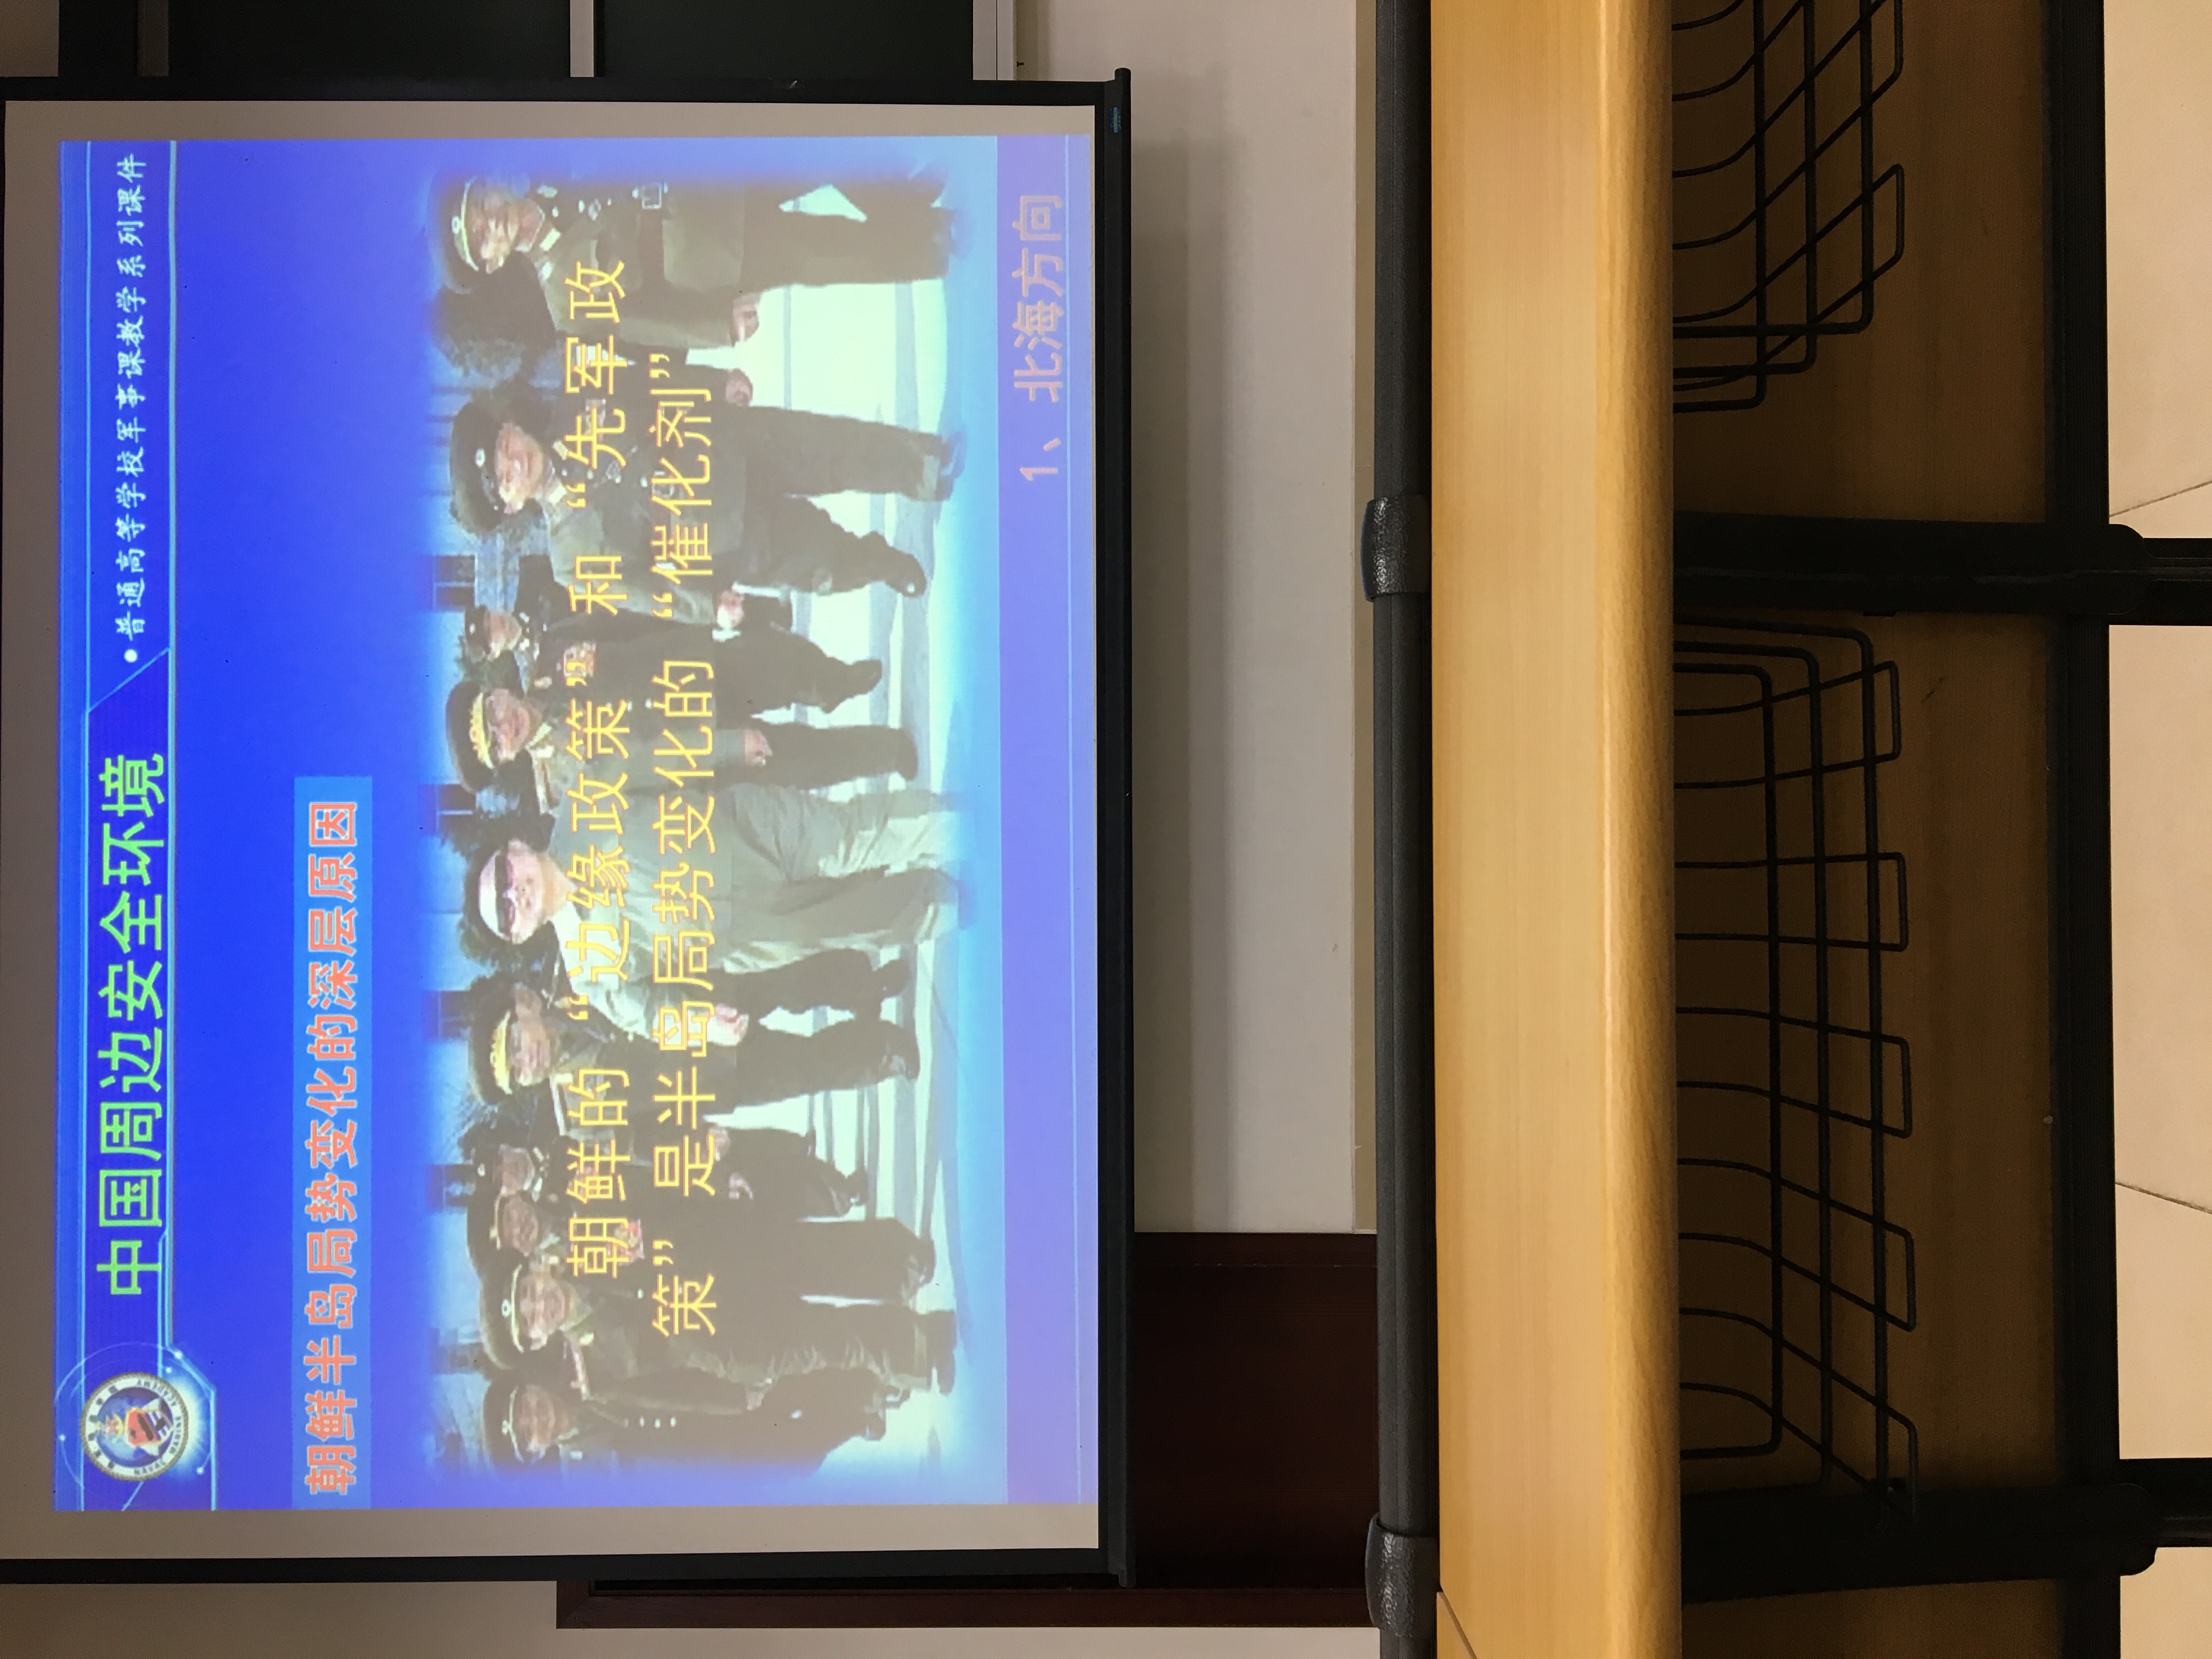 中国周边安全环境
•普通高等学校军事课教学系列课件
MARINE ACADEMY
朝鲜半岛局势变化的深层原因
朝鲜的“边缘政策”和“先军政
策”是半岛局势变化的“催化剂”
1、北海方向